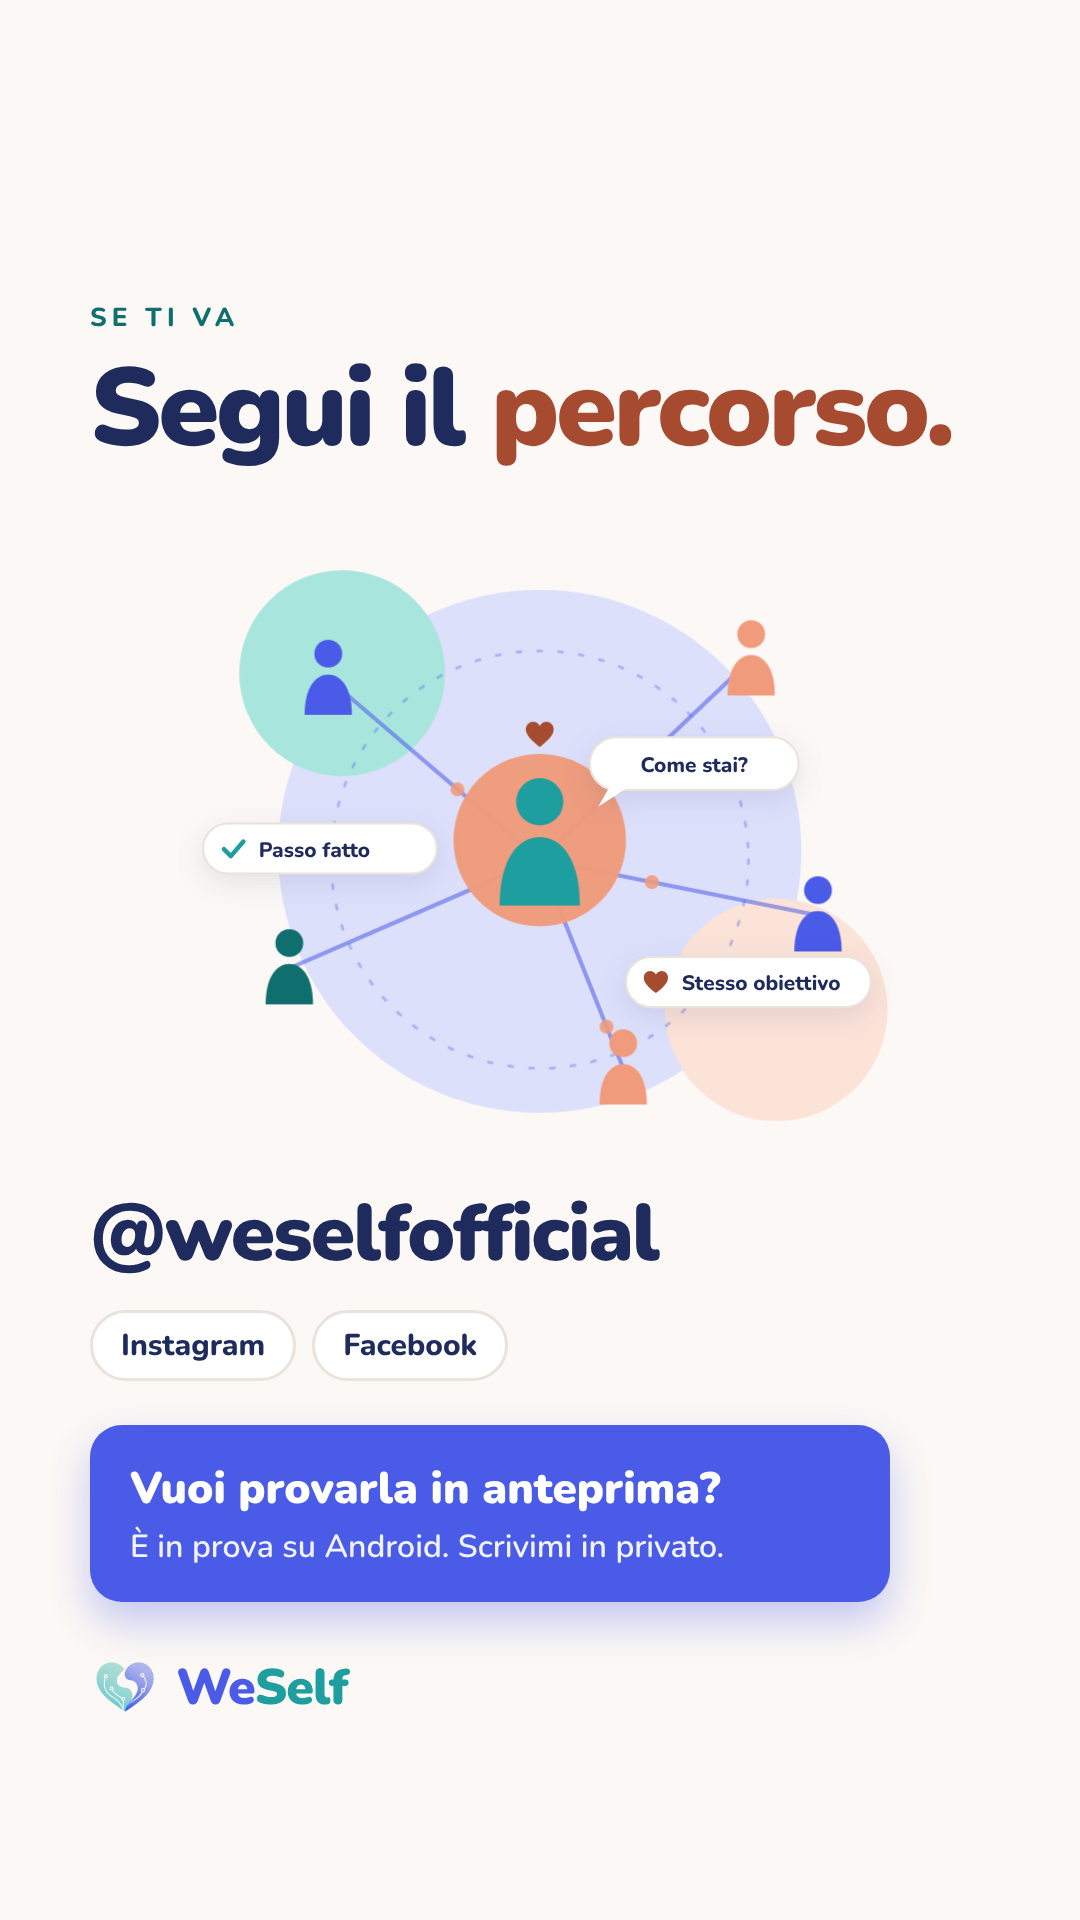 SE TI VA
Segui il percorso.
Come stai?
Passo fatto
Stesso obiettivo
@weselfofficial
Instagram Facebook
Vuoi provarla in anteprima?
È in prova su Android. Scrivimi in privato.
WeSelf